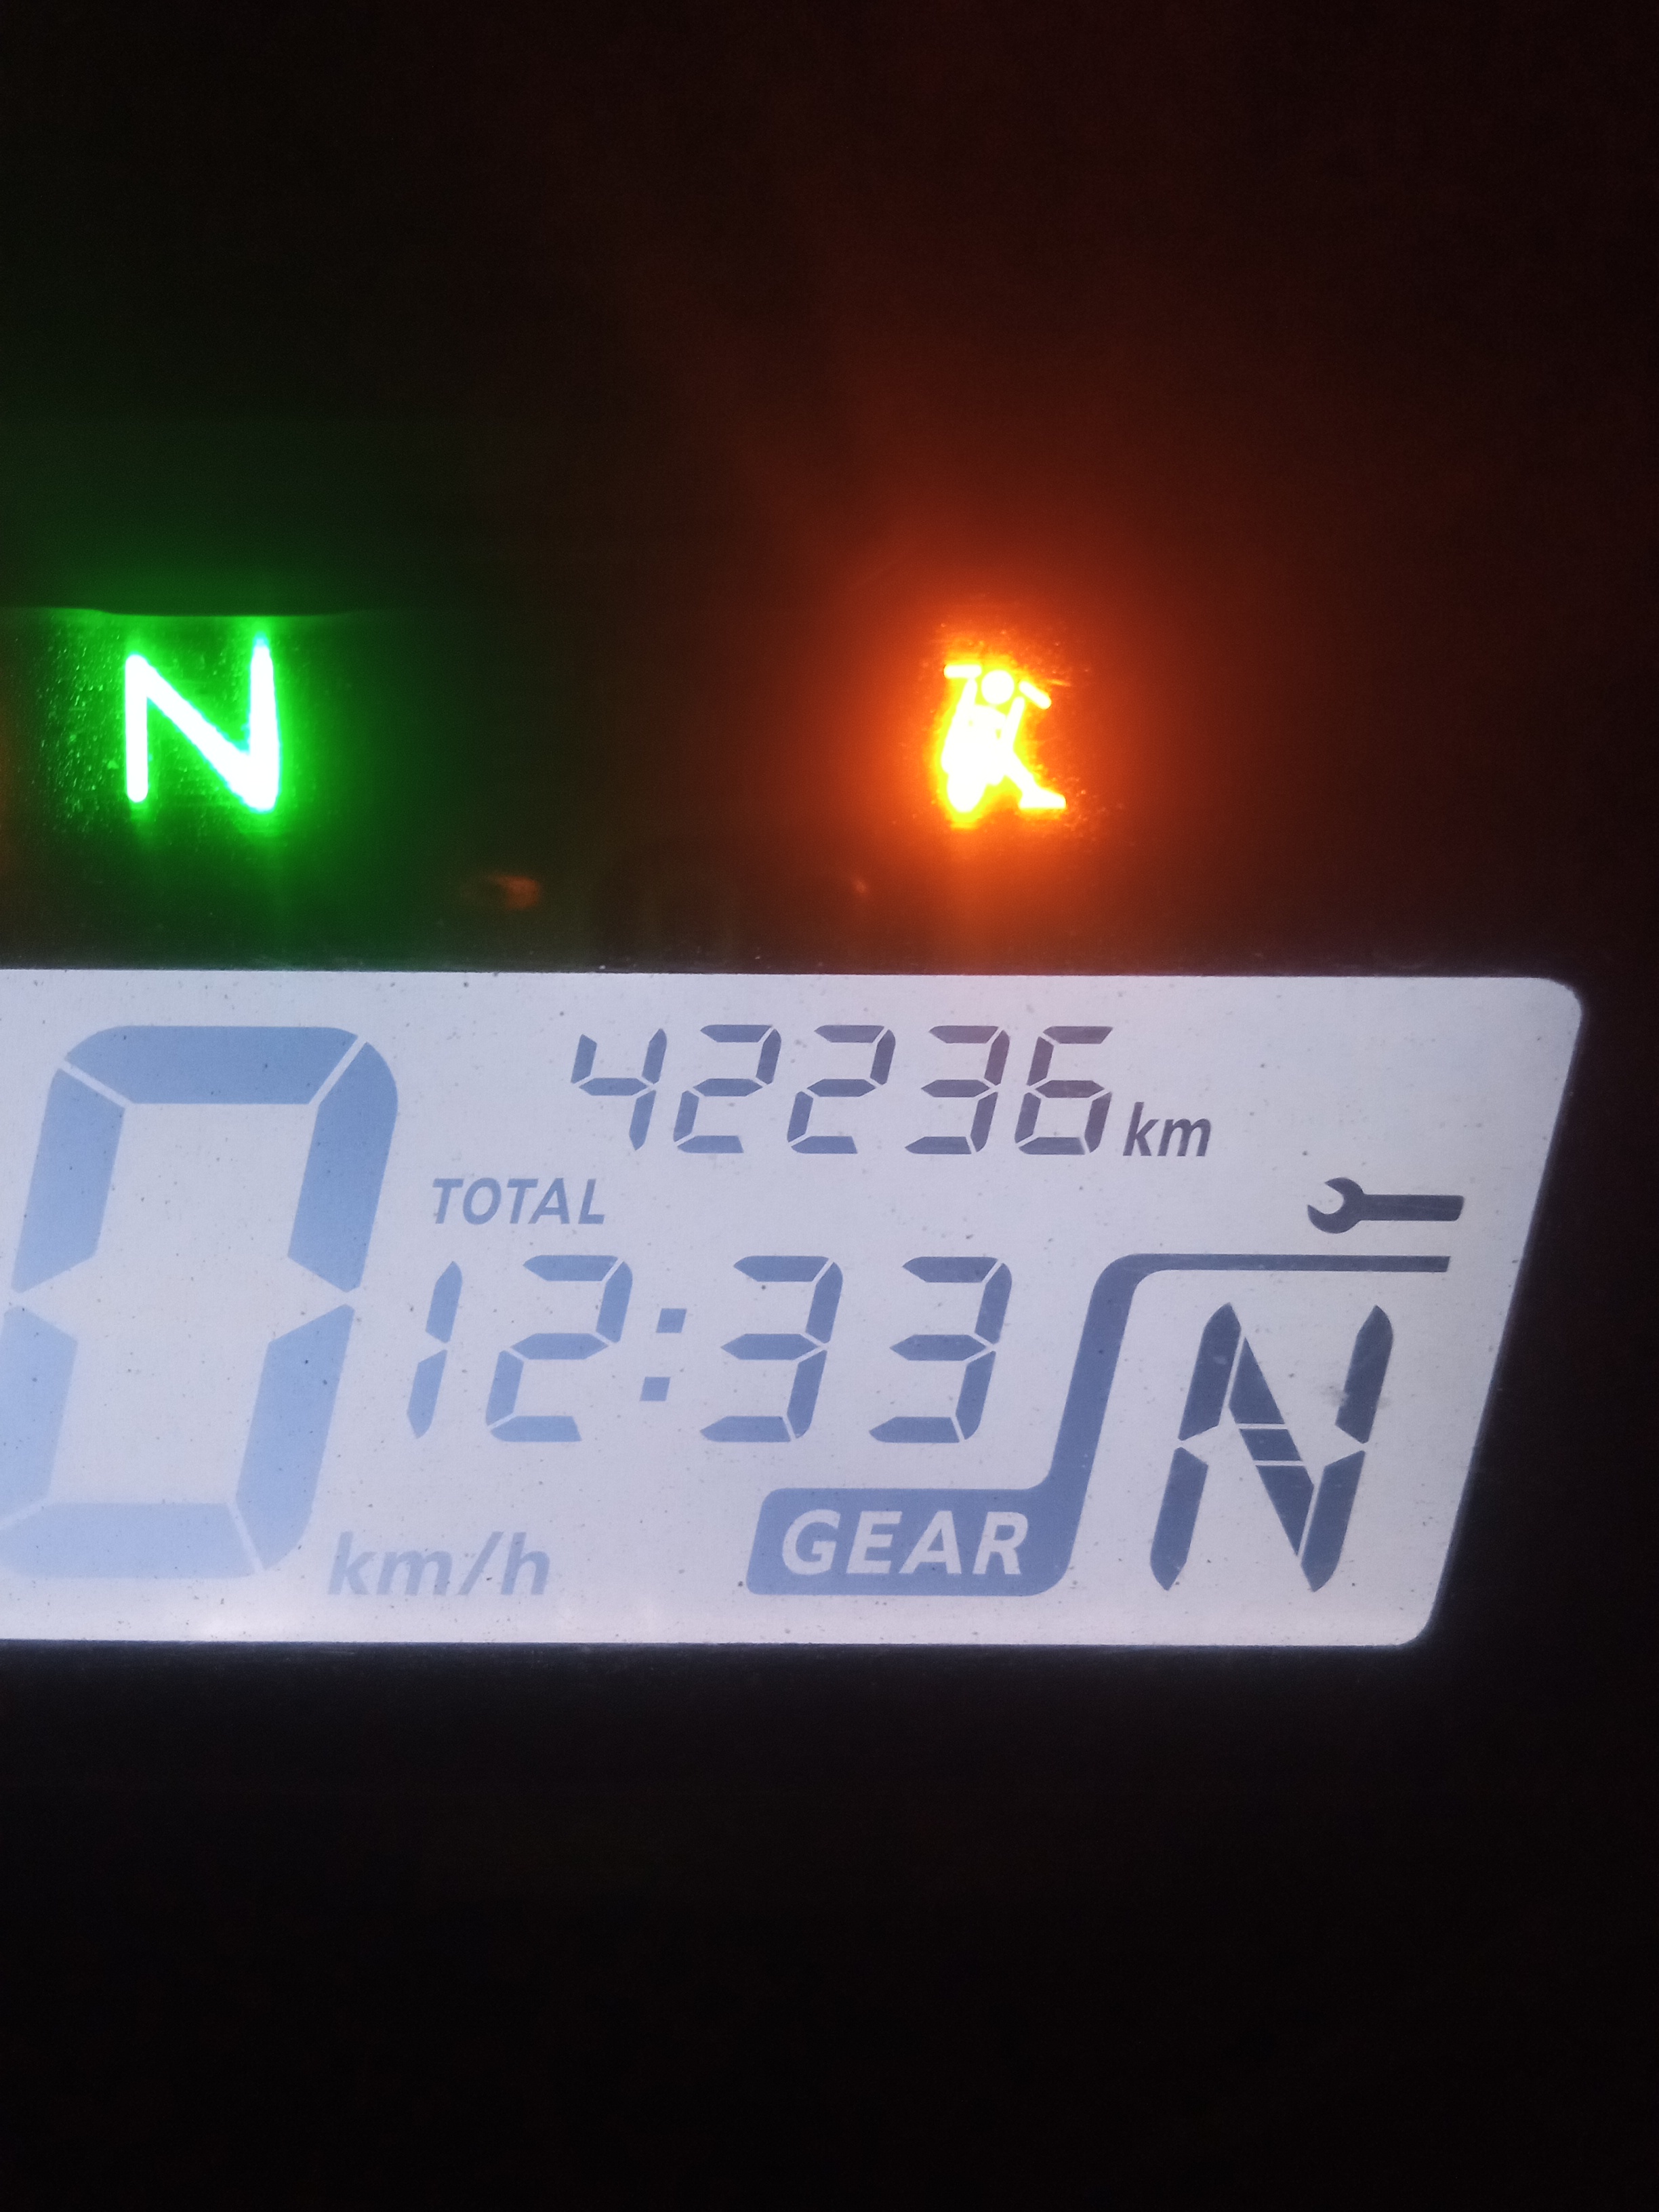 N
42236 km
TOTAL
0 km/h
12:33
GEAR N